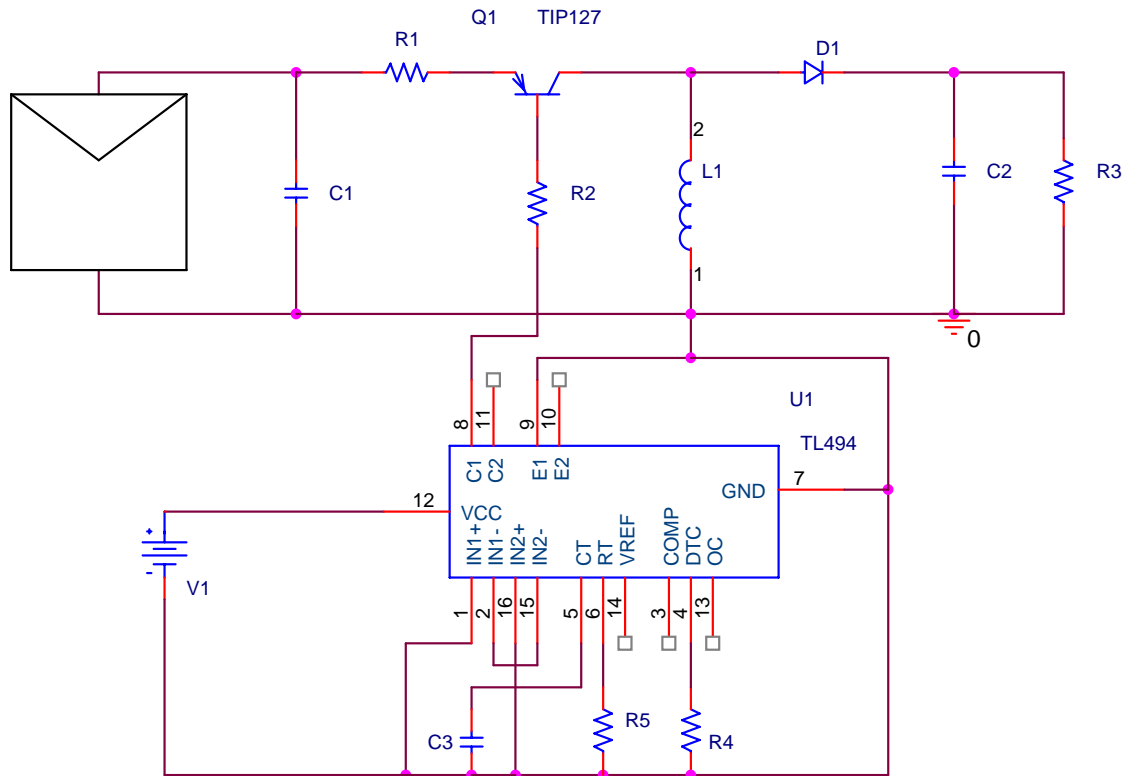 Q1 TIP127
R1
D1
2
C1
R2
L1
C2
R3
1
0
8
11
9
10
U1
TL494
C1
C2
E1
E2
7
GND
12
VCC
IN1+
IN1-
IN2+
IN2-
CT
RT
VREF
COMP
DTC
OC
+
-
V1
1
2
16
15
5
6
14
3
4
13
C3
R5
R4